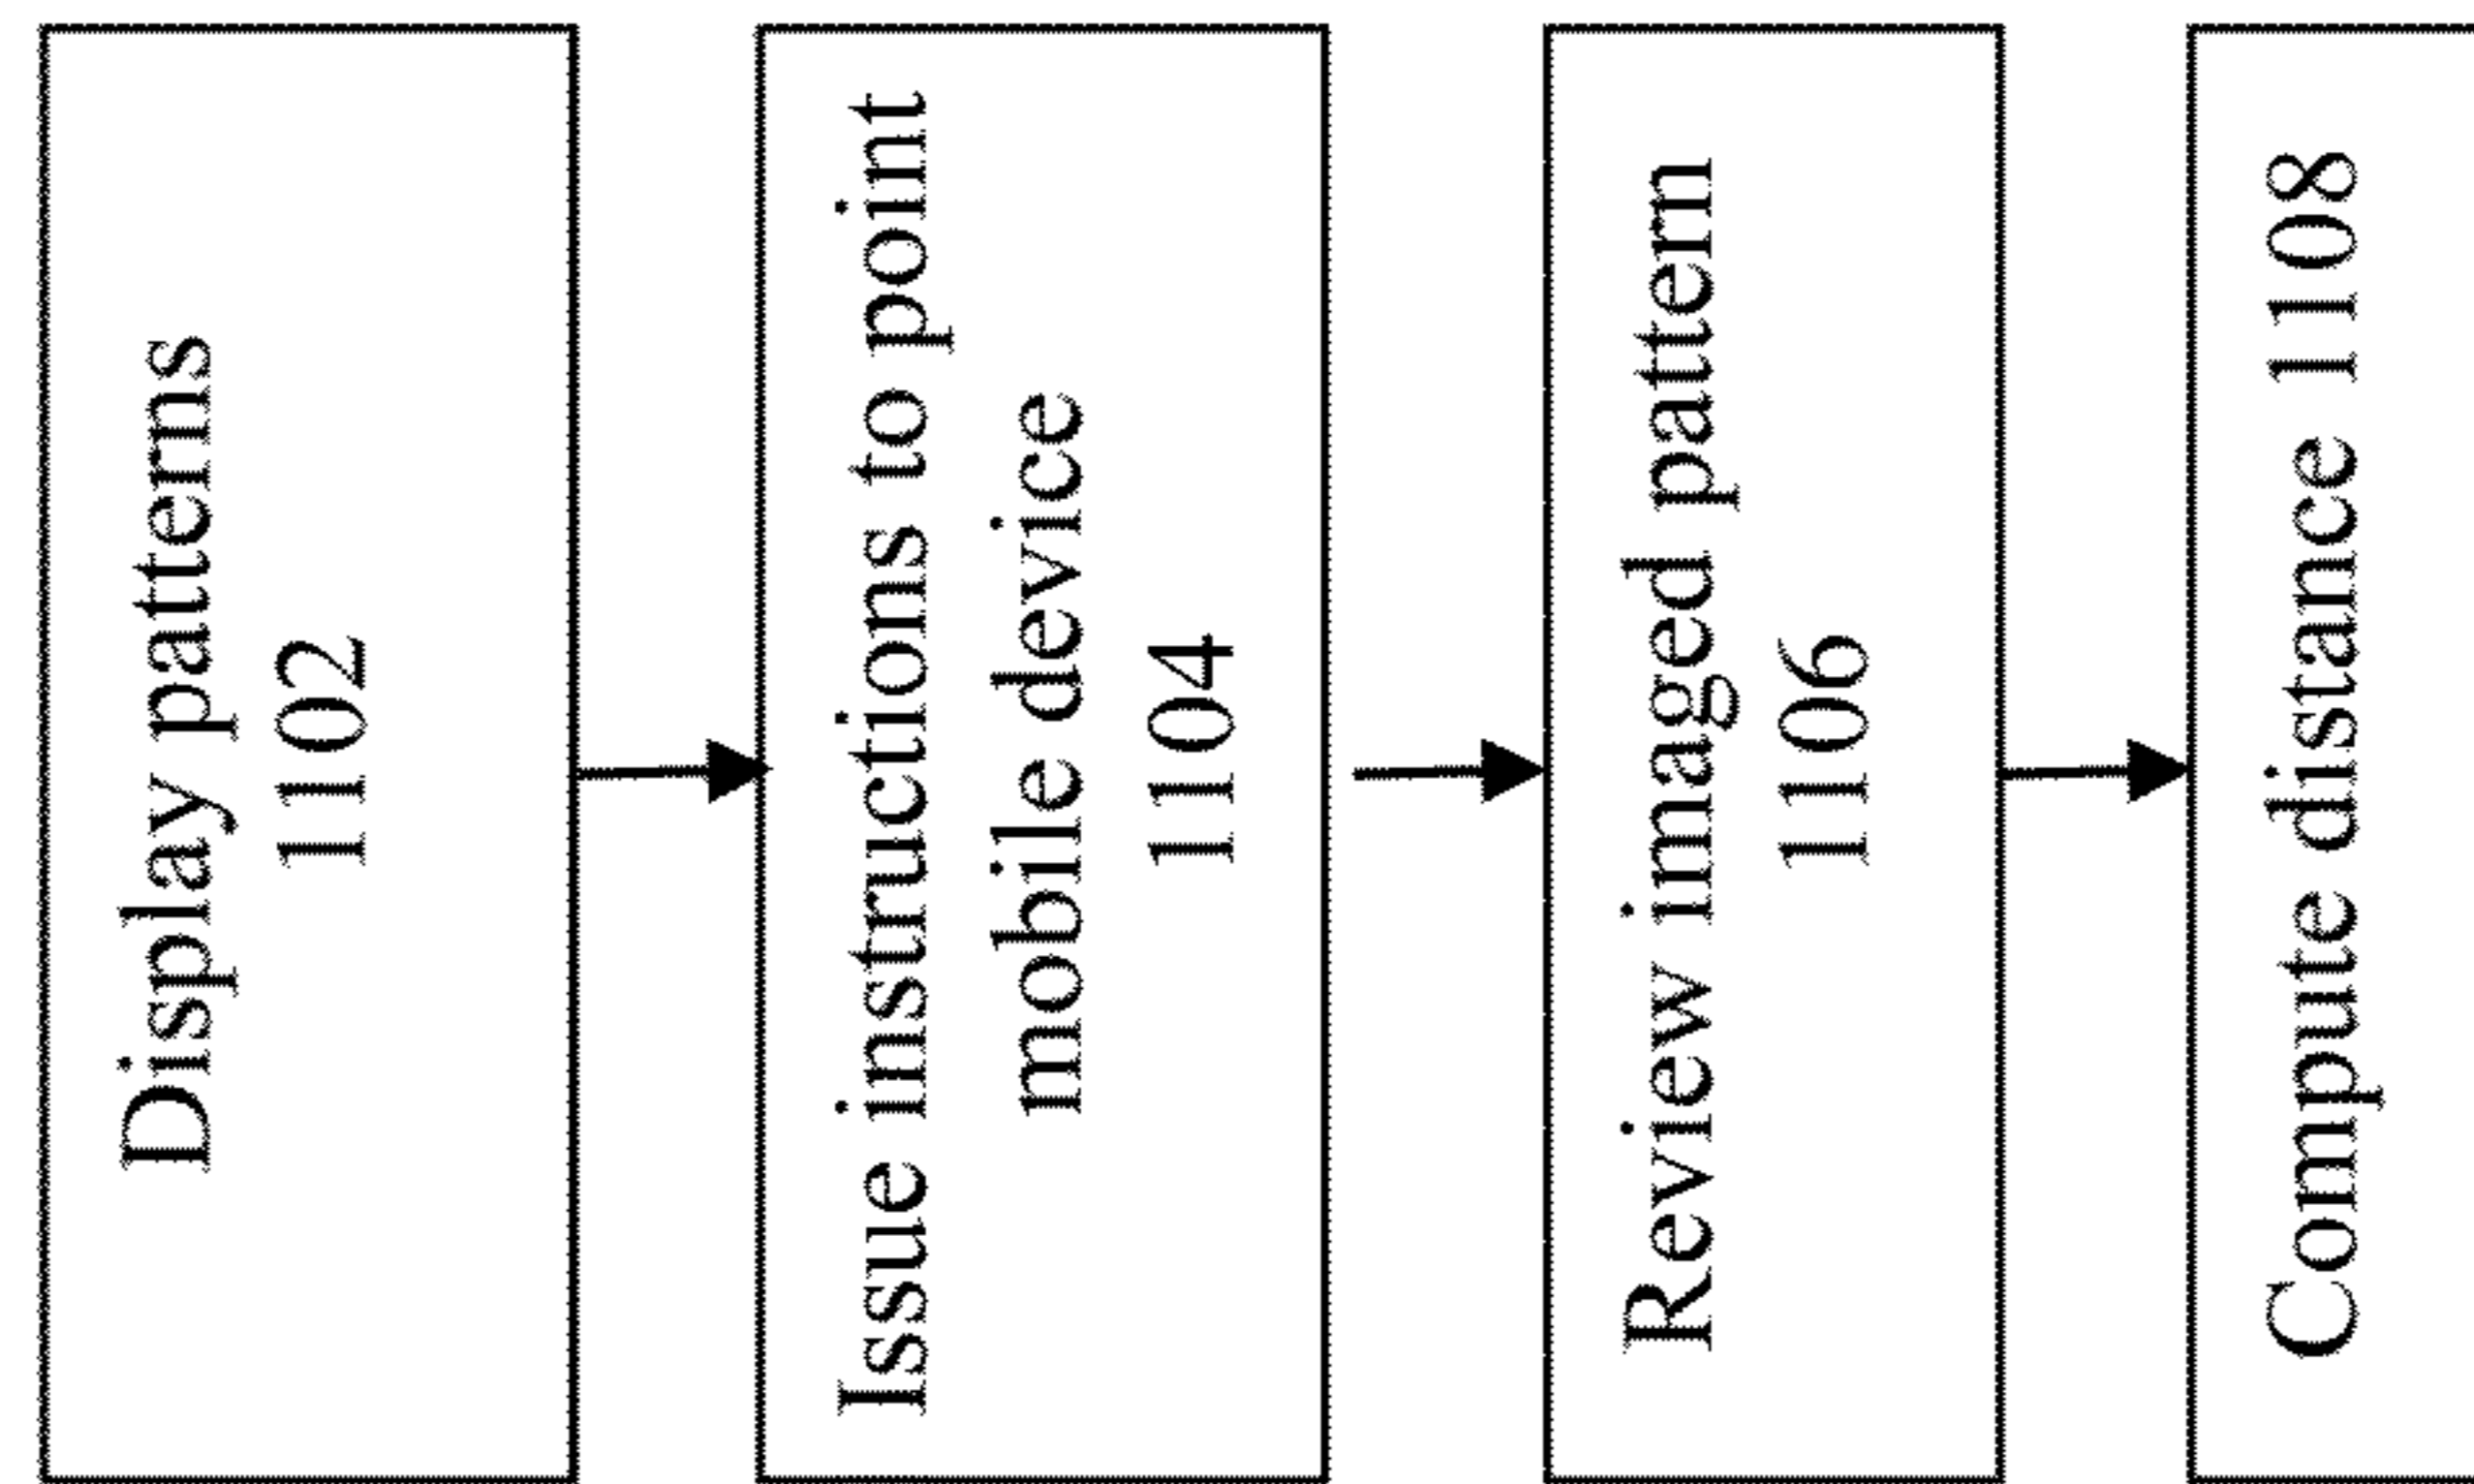 Display patterns
1102
Issue instructions to point
mobile device
1104
Review imaged pattern
1106
Compute distance 1108